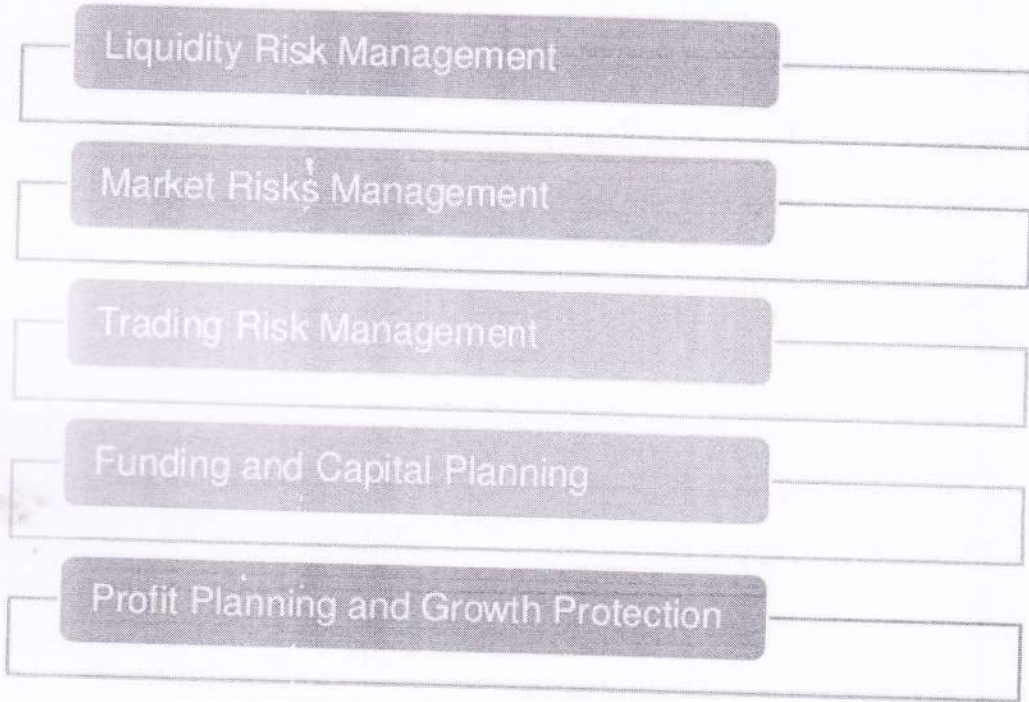 Liquidity Risk Management
Market Risks Management
Trading Risk Management
Funding and Capital Planning
Profit Planning and Growth Protection